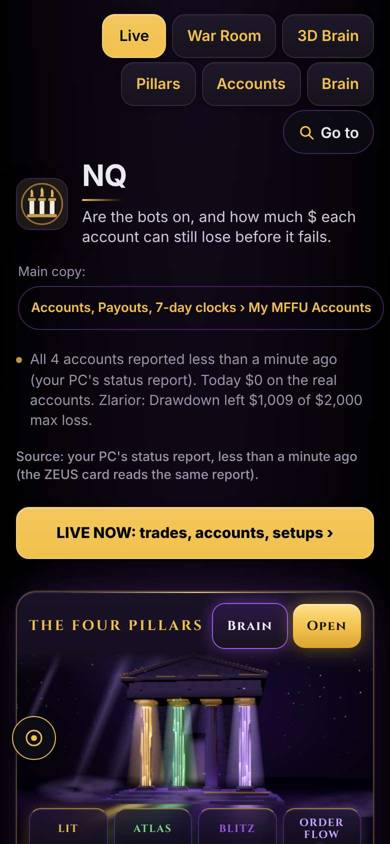 Live
War Room
3D Brain
Pillars
Accounts
Brain
Go to
NQ
Are the bots on, and how much $ each
account can still lose before it fails.
Main copy:
Accounts, Payouts, 7-day clocks › My MFFU Accounts
All 4 accounts reported less than a minute ago
(your PC's status report). Today $0 on the real
accounts. Zlarior: Drawdown left $1,009 of $2,000
max loss.
Source: your PC's status report, less than a minute ago
(the ZEUS card reads the same report).
LIVE NOW: trades, accounts, setups ›
THE FOUR PILLARS
BRAIN
OPEN
LIT
ATLAS
BLITZ
ORDER
FLOW